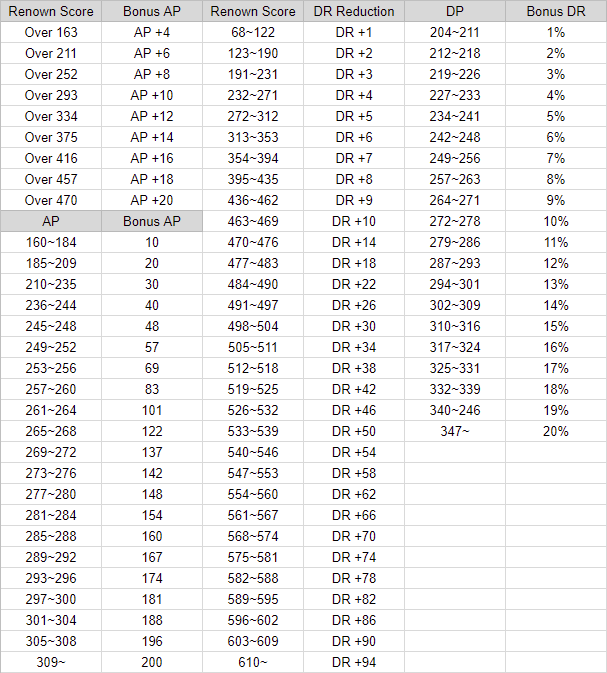 Renown Score Bonus AP Renown Score DR Reduction DP Bonus DR
Over 163 AP +4 68~122 DR +1 204~211 1%
Over 211 AP +6 123~190 DR +2 212~218 2%
Over 252 AP +8 191~231 DR +3 219~226 3%
Over 293 AP +10 232~271 DR +4 227~233 4%
Over 334 AP +12 272~312 DR +5 234~241 5%
Over 375 AP +14 313~353 DR +6 242~248 6%
Over 416 AP +16 354~394 DR +7 249~256 7%
Over 457 AP +18 395~435 DR +8 257~263 8%
Over 470 AP +20 436~462 DR +9 264~271 9%
AP Bonus AP 463~469 DR +10 272~278 10%
160~184 10 470~476 DR +14 279~286 11%
185~209 20 477~483 DR +18 287~293 12%
210~235 30 484~490 DR +22 294~301 13%
236~244 40 491~497 DR +26 302~309 14%
245~248 48 498~504 DR +30 310~316 15%
249~252 57 505~511 DR +34 317~324 16%
253~256 69 512~518 DR +38 325~331 17%
257~260 83 519~525 DR +42 332~339 18%
261~264 101 526~532 DR +46 340~246 19%
265~268 122 533~539 DR +50 347~ 20%
269~272 137 540~546 DR +54
273~276 142 547~553 DR +58
277~280 148 554~560 DR +62
281~284 154 561~567 DR +66
285~288 160 568~574 DR +70
289~292 167 575~581 DR +74
293~296 174 582~588 DR +78
297~300 181 589~595 DR +82
301~304 188 596~602 DR +86
305~308 196 603~609 DR +90
309~ 200 610~ DR +94